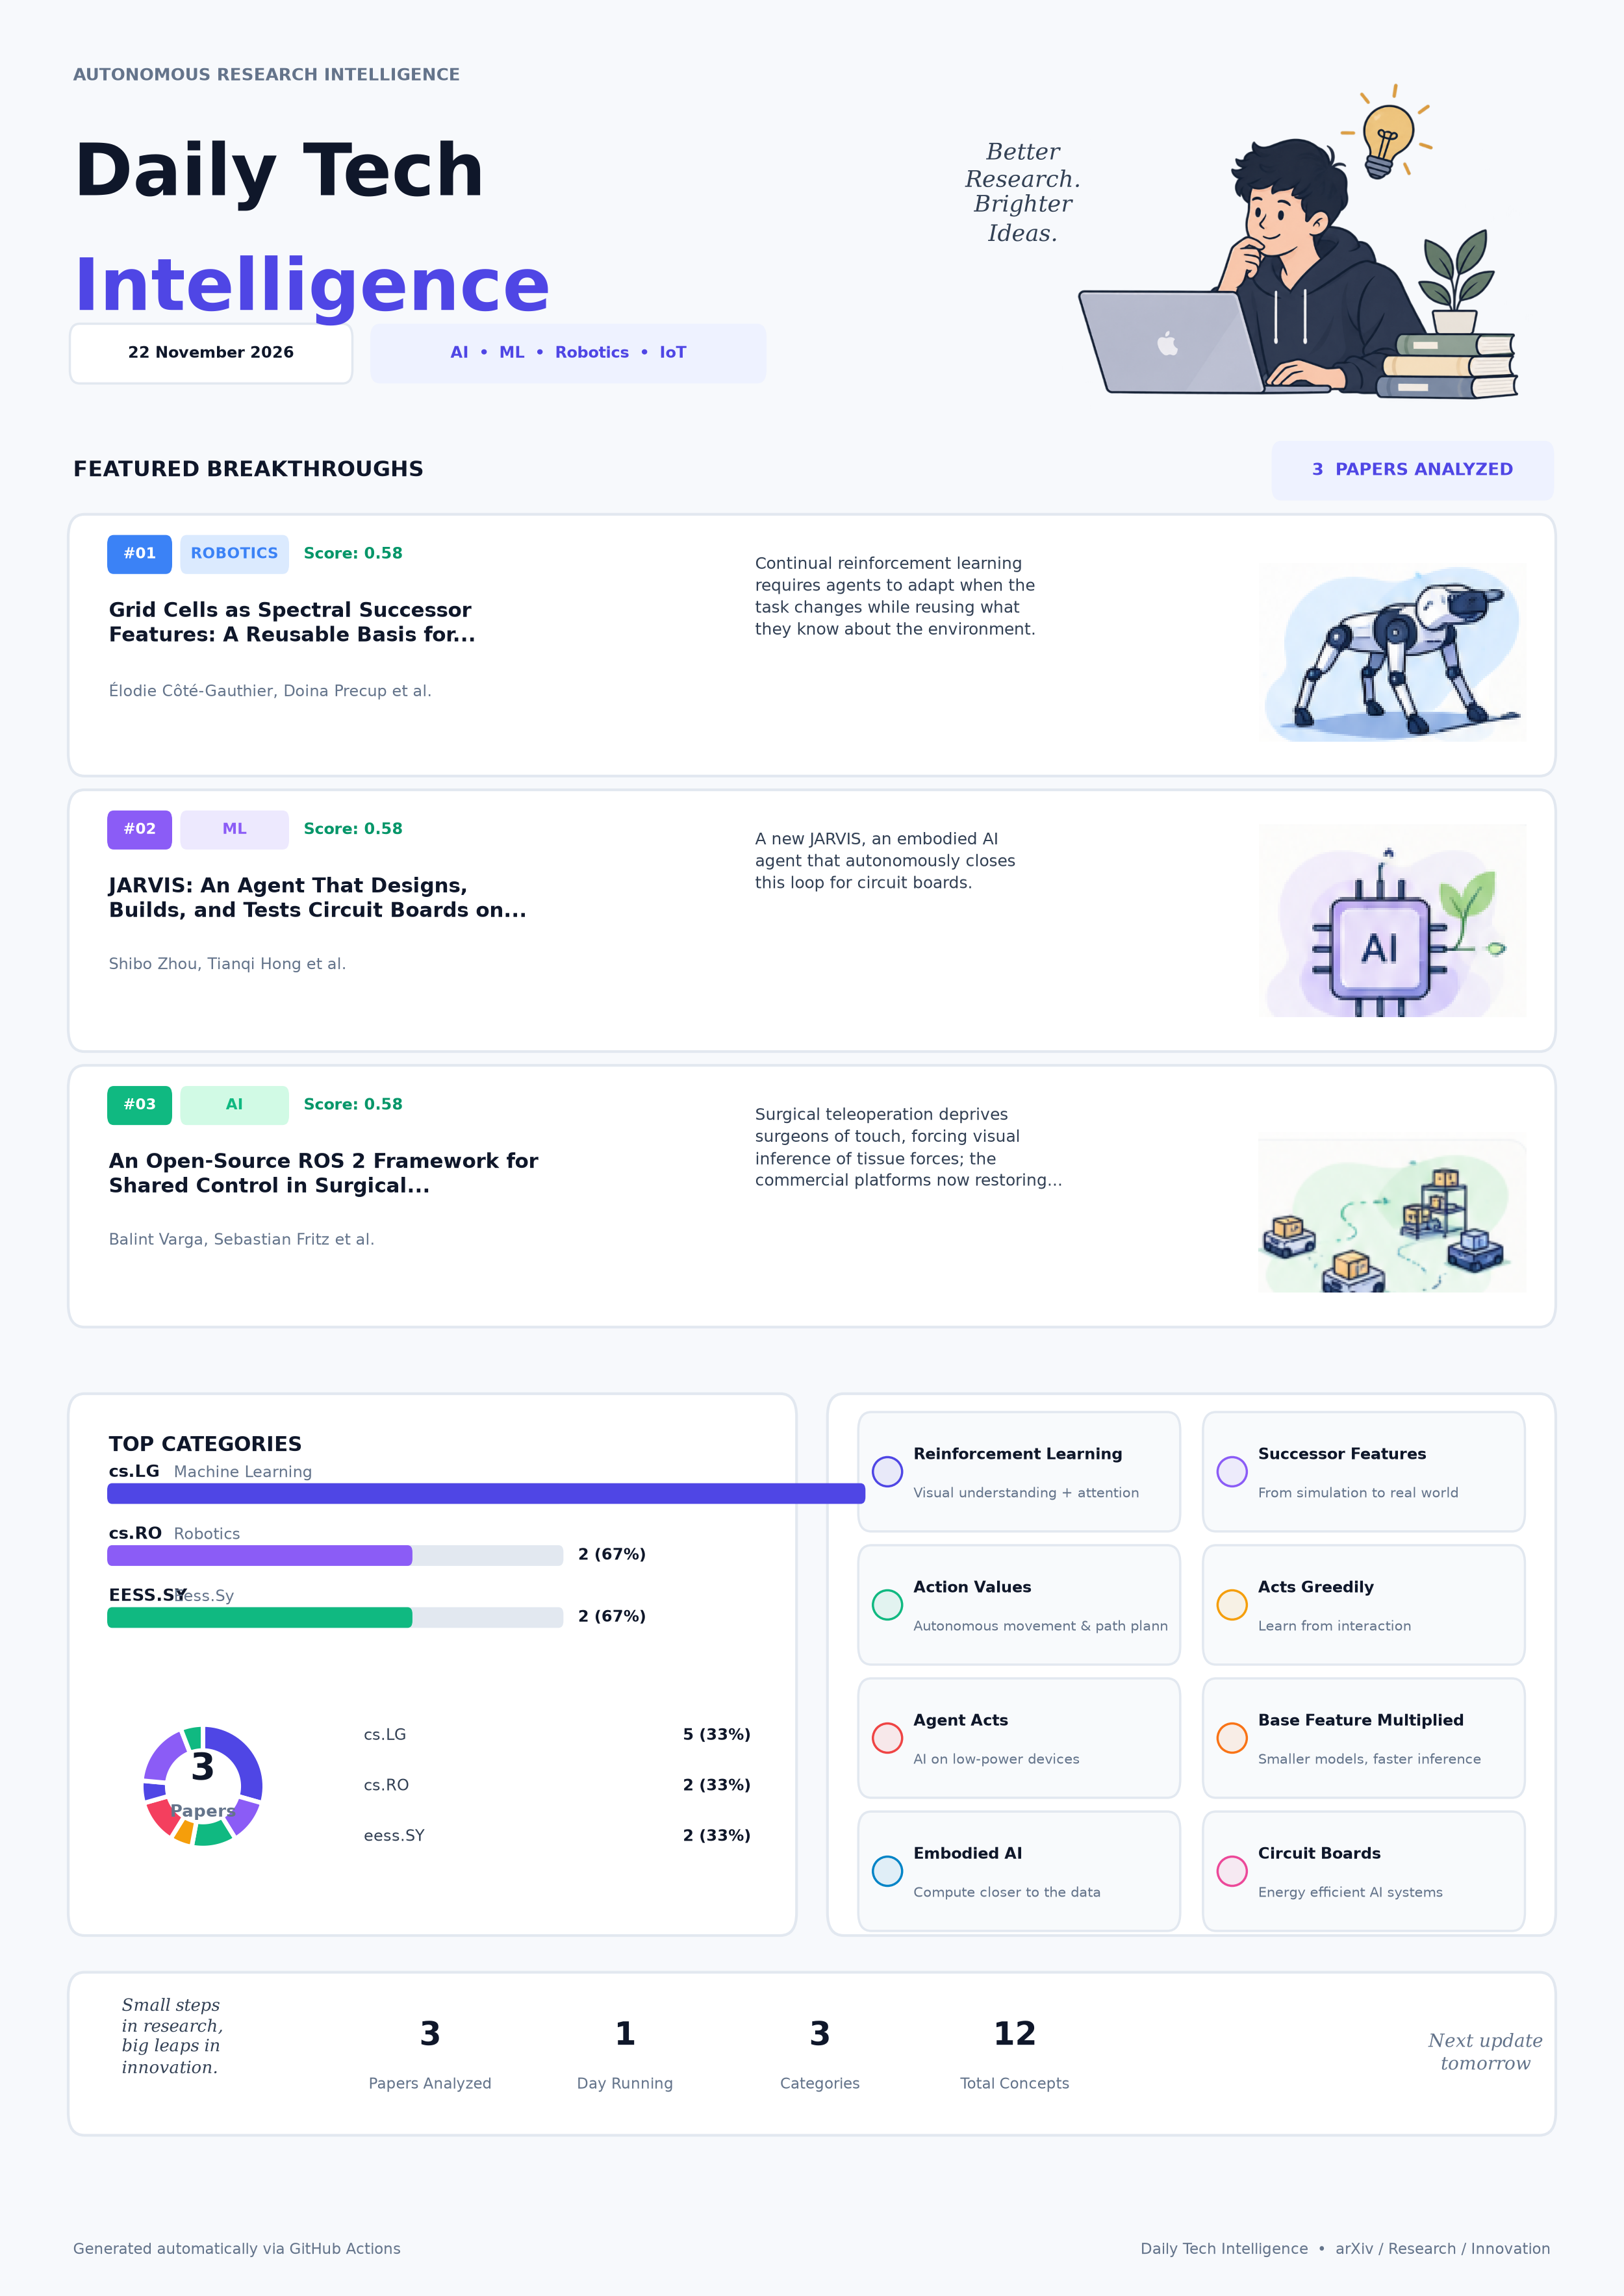 AUTONOMOUS RESEARCH INTELLIGENCE
Daily Tech
Intelligence
22 November 2026
AI • ML • Robotics • IoT
Better
Research.
Brighter
Ideas.
FEATURED BREAKTHROUGHS
3 PAPERS ANALYZED
#01
ROBOTICS
Score: 0.58
Grid Cells as Spectral Successor
Features: A Reusable Basis for...
Élodie Côté-Gauthier, Doina Precup et al.
Continual reinforcement learning
requires agents to adapt when the
task changes while reusing what
they know about the environment.
#02
ML
Score: 0.58
JARVIS: An Agent That Designs,
Builds, and Tests Circuit Boards on...
Shibo Zhou, Tianqi Hong et al.
A new JARVIS, an embodied AI
agent that autonomously closes
this loop for circuit boards.
AI
#03
AI
Score: 0.58
An Open-Source ROS 2 Framework for
Shared Control in Surgical...
Balint Varga, Sebastian Fritz et al.
Surgical teleoperation deprives
surgeons of touch, forcing visual
inference of tissue forces; the
commercial platforms now restoring...
TOP CATEGORIES
cs.LG Machine Learning
cs.RO Robotics
2 (67%)
EESS.SY Eess.Sy
2 (67%)
3
Papers
cs.LG 5 (33%)
cs.RO 2 (33%)
eess.SY 2 (33%)
Reinforcement Learning
Visual understanding + attention
Successor Features
From simulation to real world
Action Values
Autonomous movement & path plann
Acts Greedily
Learn from interaction
Agent Acts
AI on low-power devices
Base Feature Multiplied
Smaller models, faster inference
Embodied AI
Compute closer to the data
Circuit Boards
Energy efficient AI systems
Small steps
in research,
big leaps in
innovation.
3
Papers Analyzed
1
Day Running
3
Categories
12
Total Concepts
Next update
tomorrow
Generated automatically via GitHub Actions
Daily Tech Intelligence • arXiv / Research / Innovation